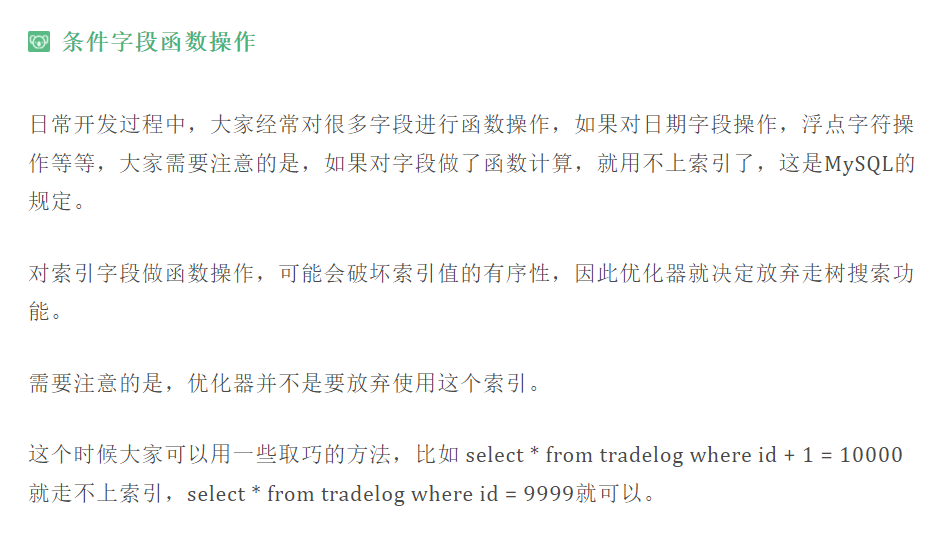 条件字段函数操作
日常开发过程中，大家经常对很多字段进行函数操作，如果对日期字段操作，浮点字符操
作等等，大家需要注意的是，如果对字段做了函数计算，就用不上索引了，这是MySQL的
规定。
对索引字段做函数操作，可能会破坏索引值的有序性，因此优化器就决定放弃走树搜索功
能。
需要注意的是，优化器并不是要放弃使用这个索引。
这个时候大家可以用一些取巧的方法，比如 select * from tradelog where id + 1 = 10000
就走不上索引，select * from tradelog where id = 9999就可以。